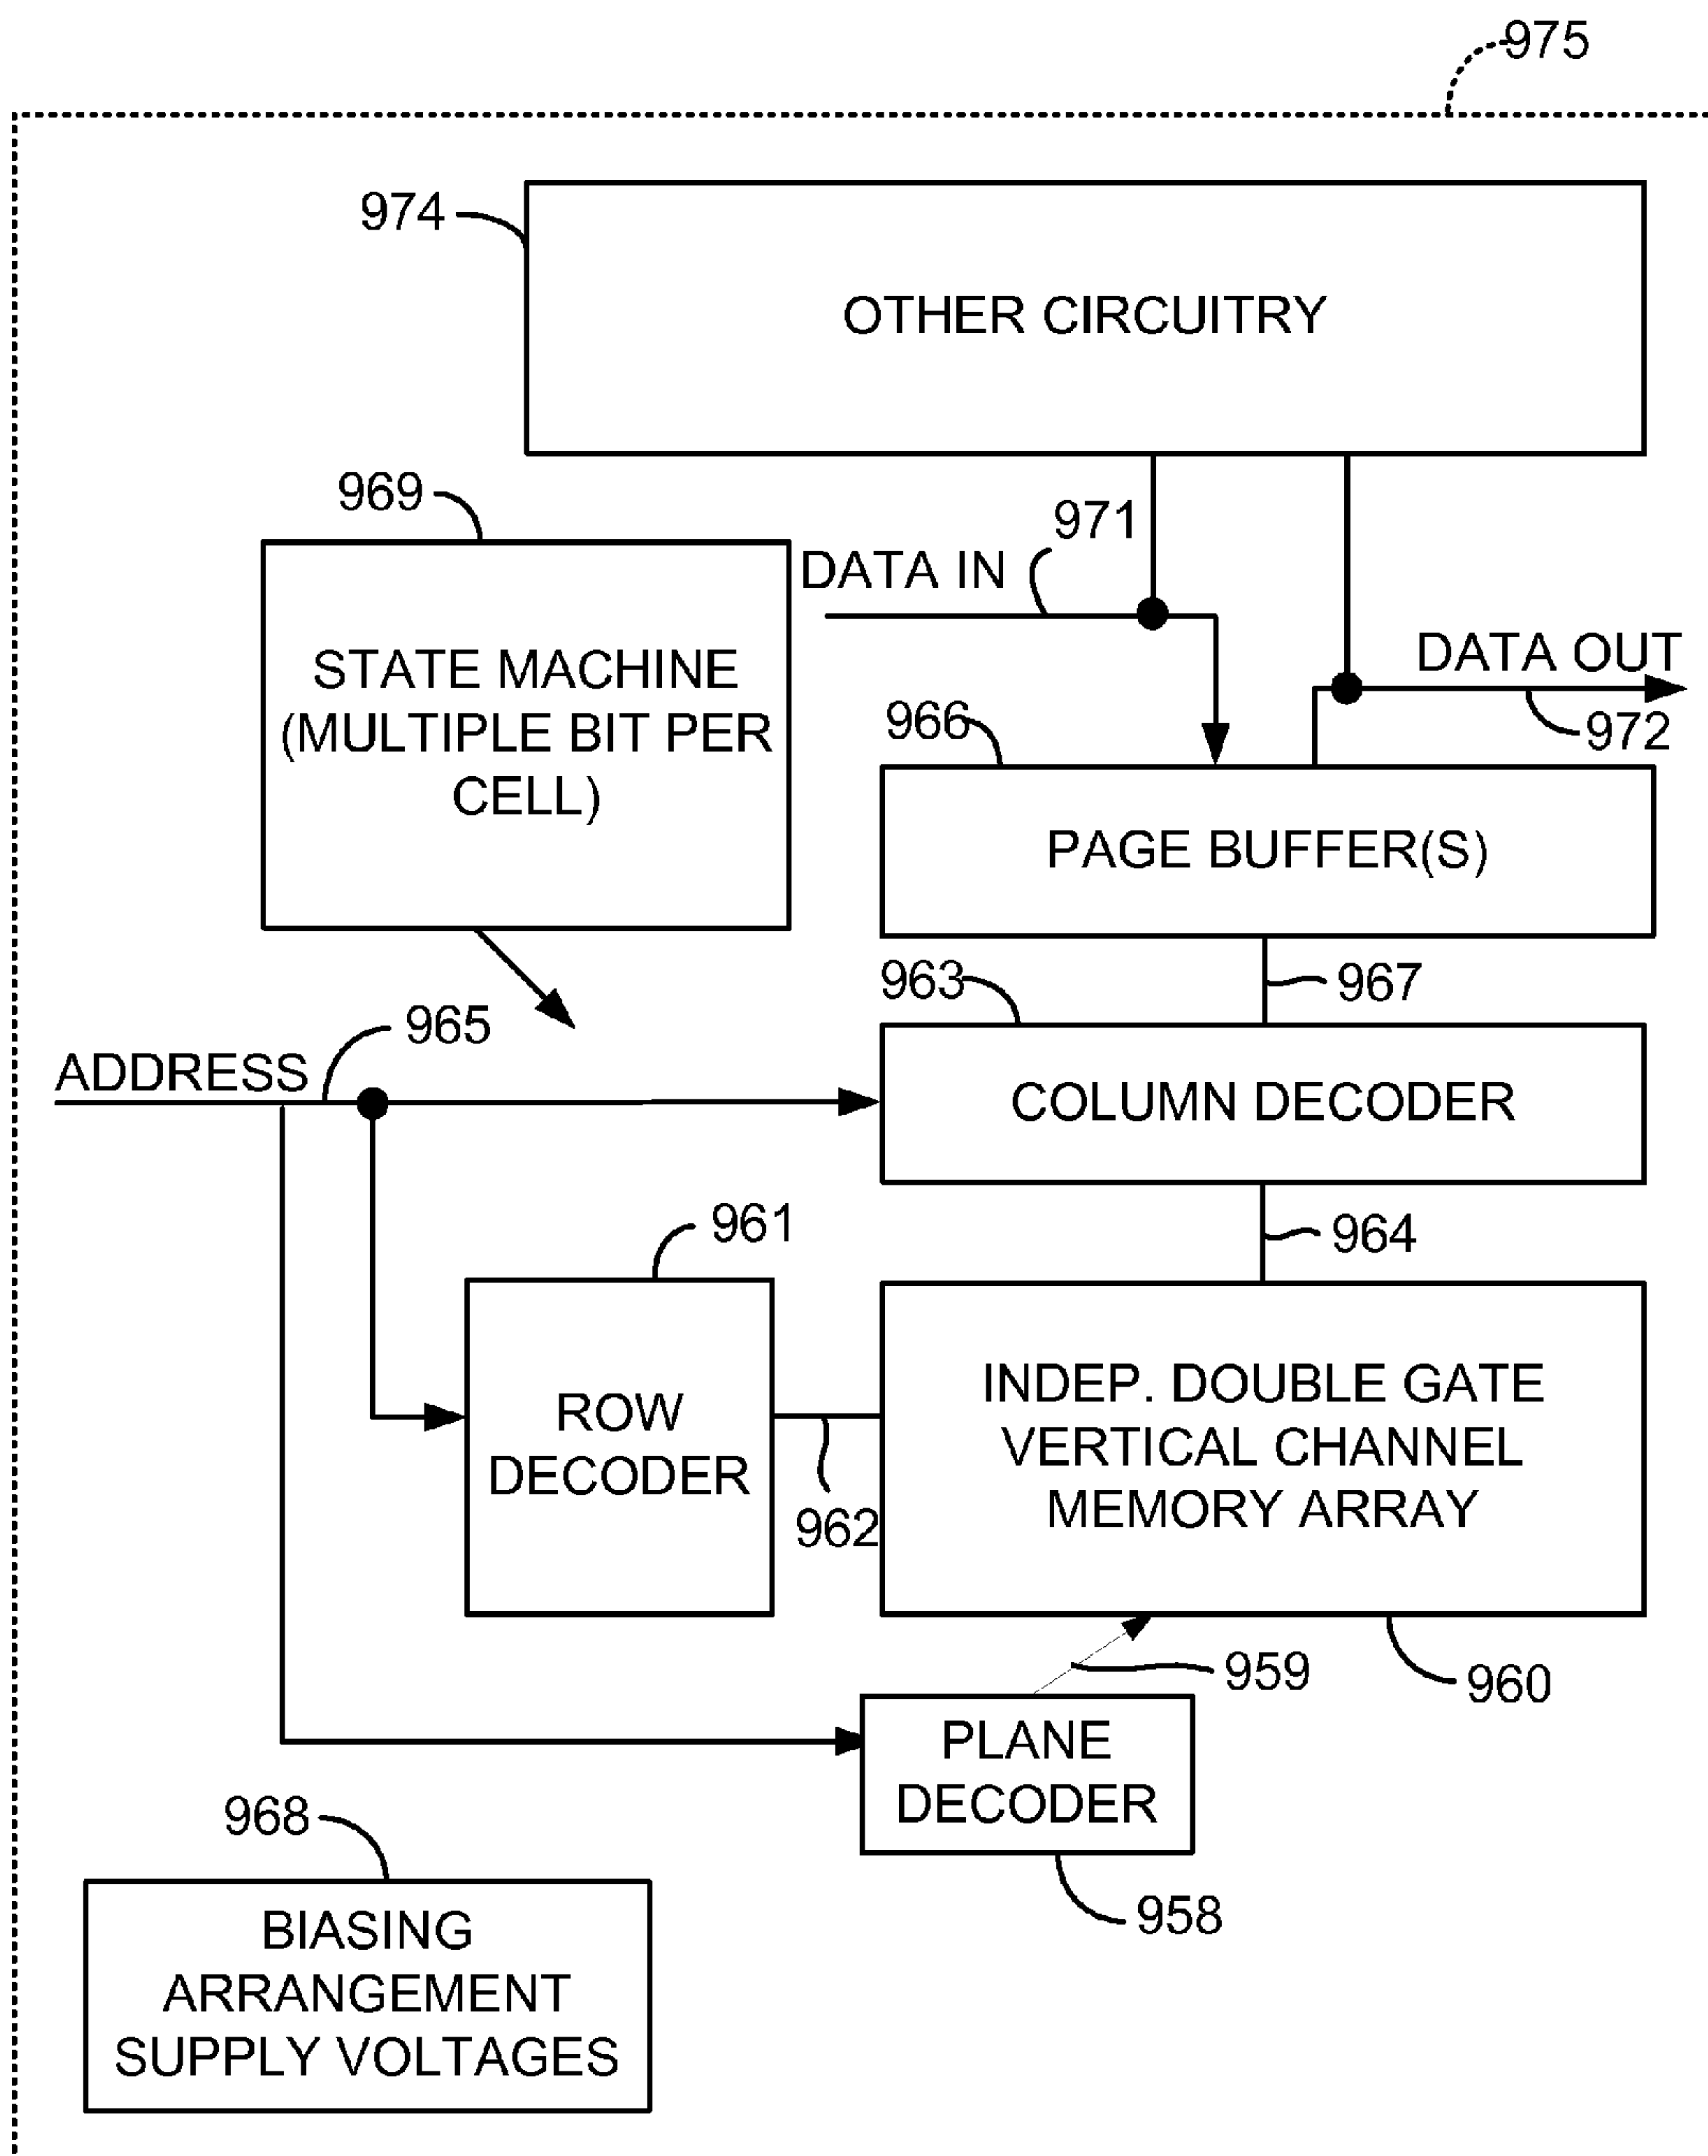 975
974
OTHER CIRCUITRY
969
971
DATA IN
STATE MACHINE
(MULTIPLE BIT PER
CELL)
DATA OUT
972
966
PAGE BUFFER(S)
963
967
965
ADDRESS
COLUMN DECODER
961
964
ROW
DECODER
962
INDEP. DOUBLE GATE
VERTICAL CHANNEL
MEMORY ARRAY
959
960
PLANE
DECODER
958
968
BIASING
ARRANGEMENT
SUPPLY VOLTAGES